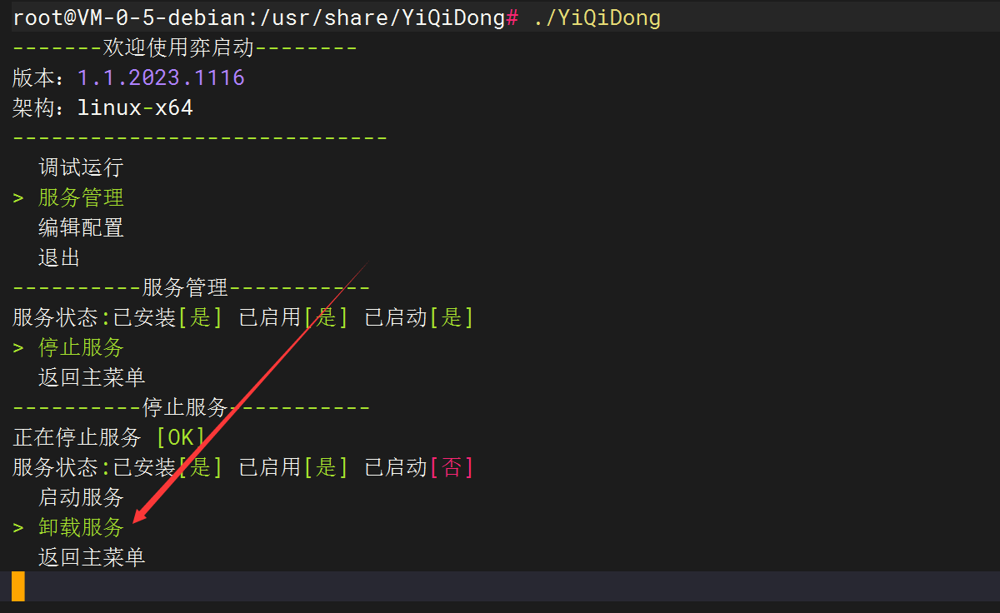 root@VM-0-5-debian:/usr/share/YiQiDong# ./YiQiDong
-------欢迎使用弈启动--------
版本：1.1.2023.1116
架构：linux-x64
-----------------------------
调试运行
> 服务管理
编辑配置
退出
----------服务管理-----------
服务状态:已安装[是] 已启用[是] 已启动[是]
> 停止服务
返回主菜单
----------停止服务-----------
正在停止服务 [OK]
服务状态:已安装[是] 已启用[是] 已启动[否]
启动服务
> 卸载服务
返回主菜单